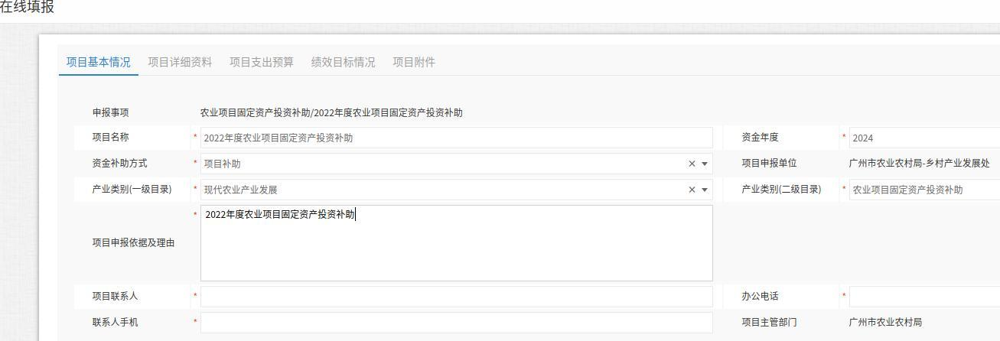 在线填报
项目基本情况 项目详细资料 项目支出预算 绩效目标情况 项目附件
申报事项 农业项目固定资产投资补助/2022年度农业项目固定资产投资补助
项目名称 * 2022年度农业项目固定资产投资补助 资金年度 * 2024
资金补助方式 * 项目补助 项目申报单位 广州市农业农村局-乡村产业发展处
产业类别(一级目录) * 现代农业产业发展 产业类别(二级目录) * 农业项目固定资产投资补助
项目申报依据及理由 * 2022年度农业项目固定资产投资补助
项目联系人 * 办公电话 *
联系人手机 * 项目主管部门 广州市农业农村局